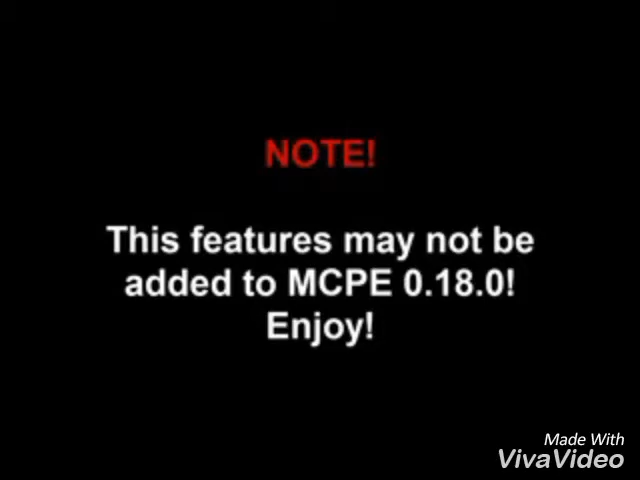 NOTE!
This features may not be
added to MCPE 0.18.0!
Enjoy!
Made With
VivaVideo